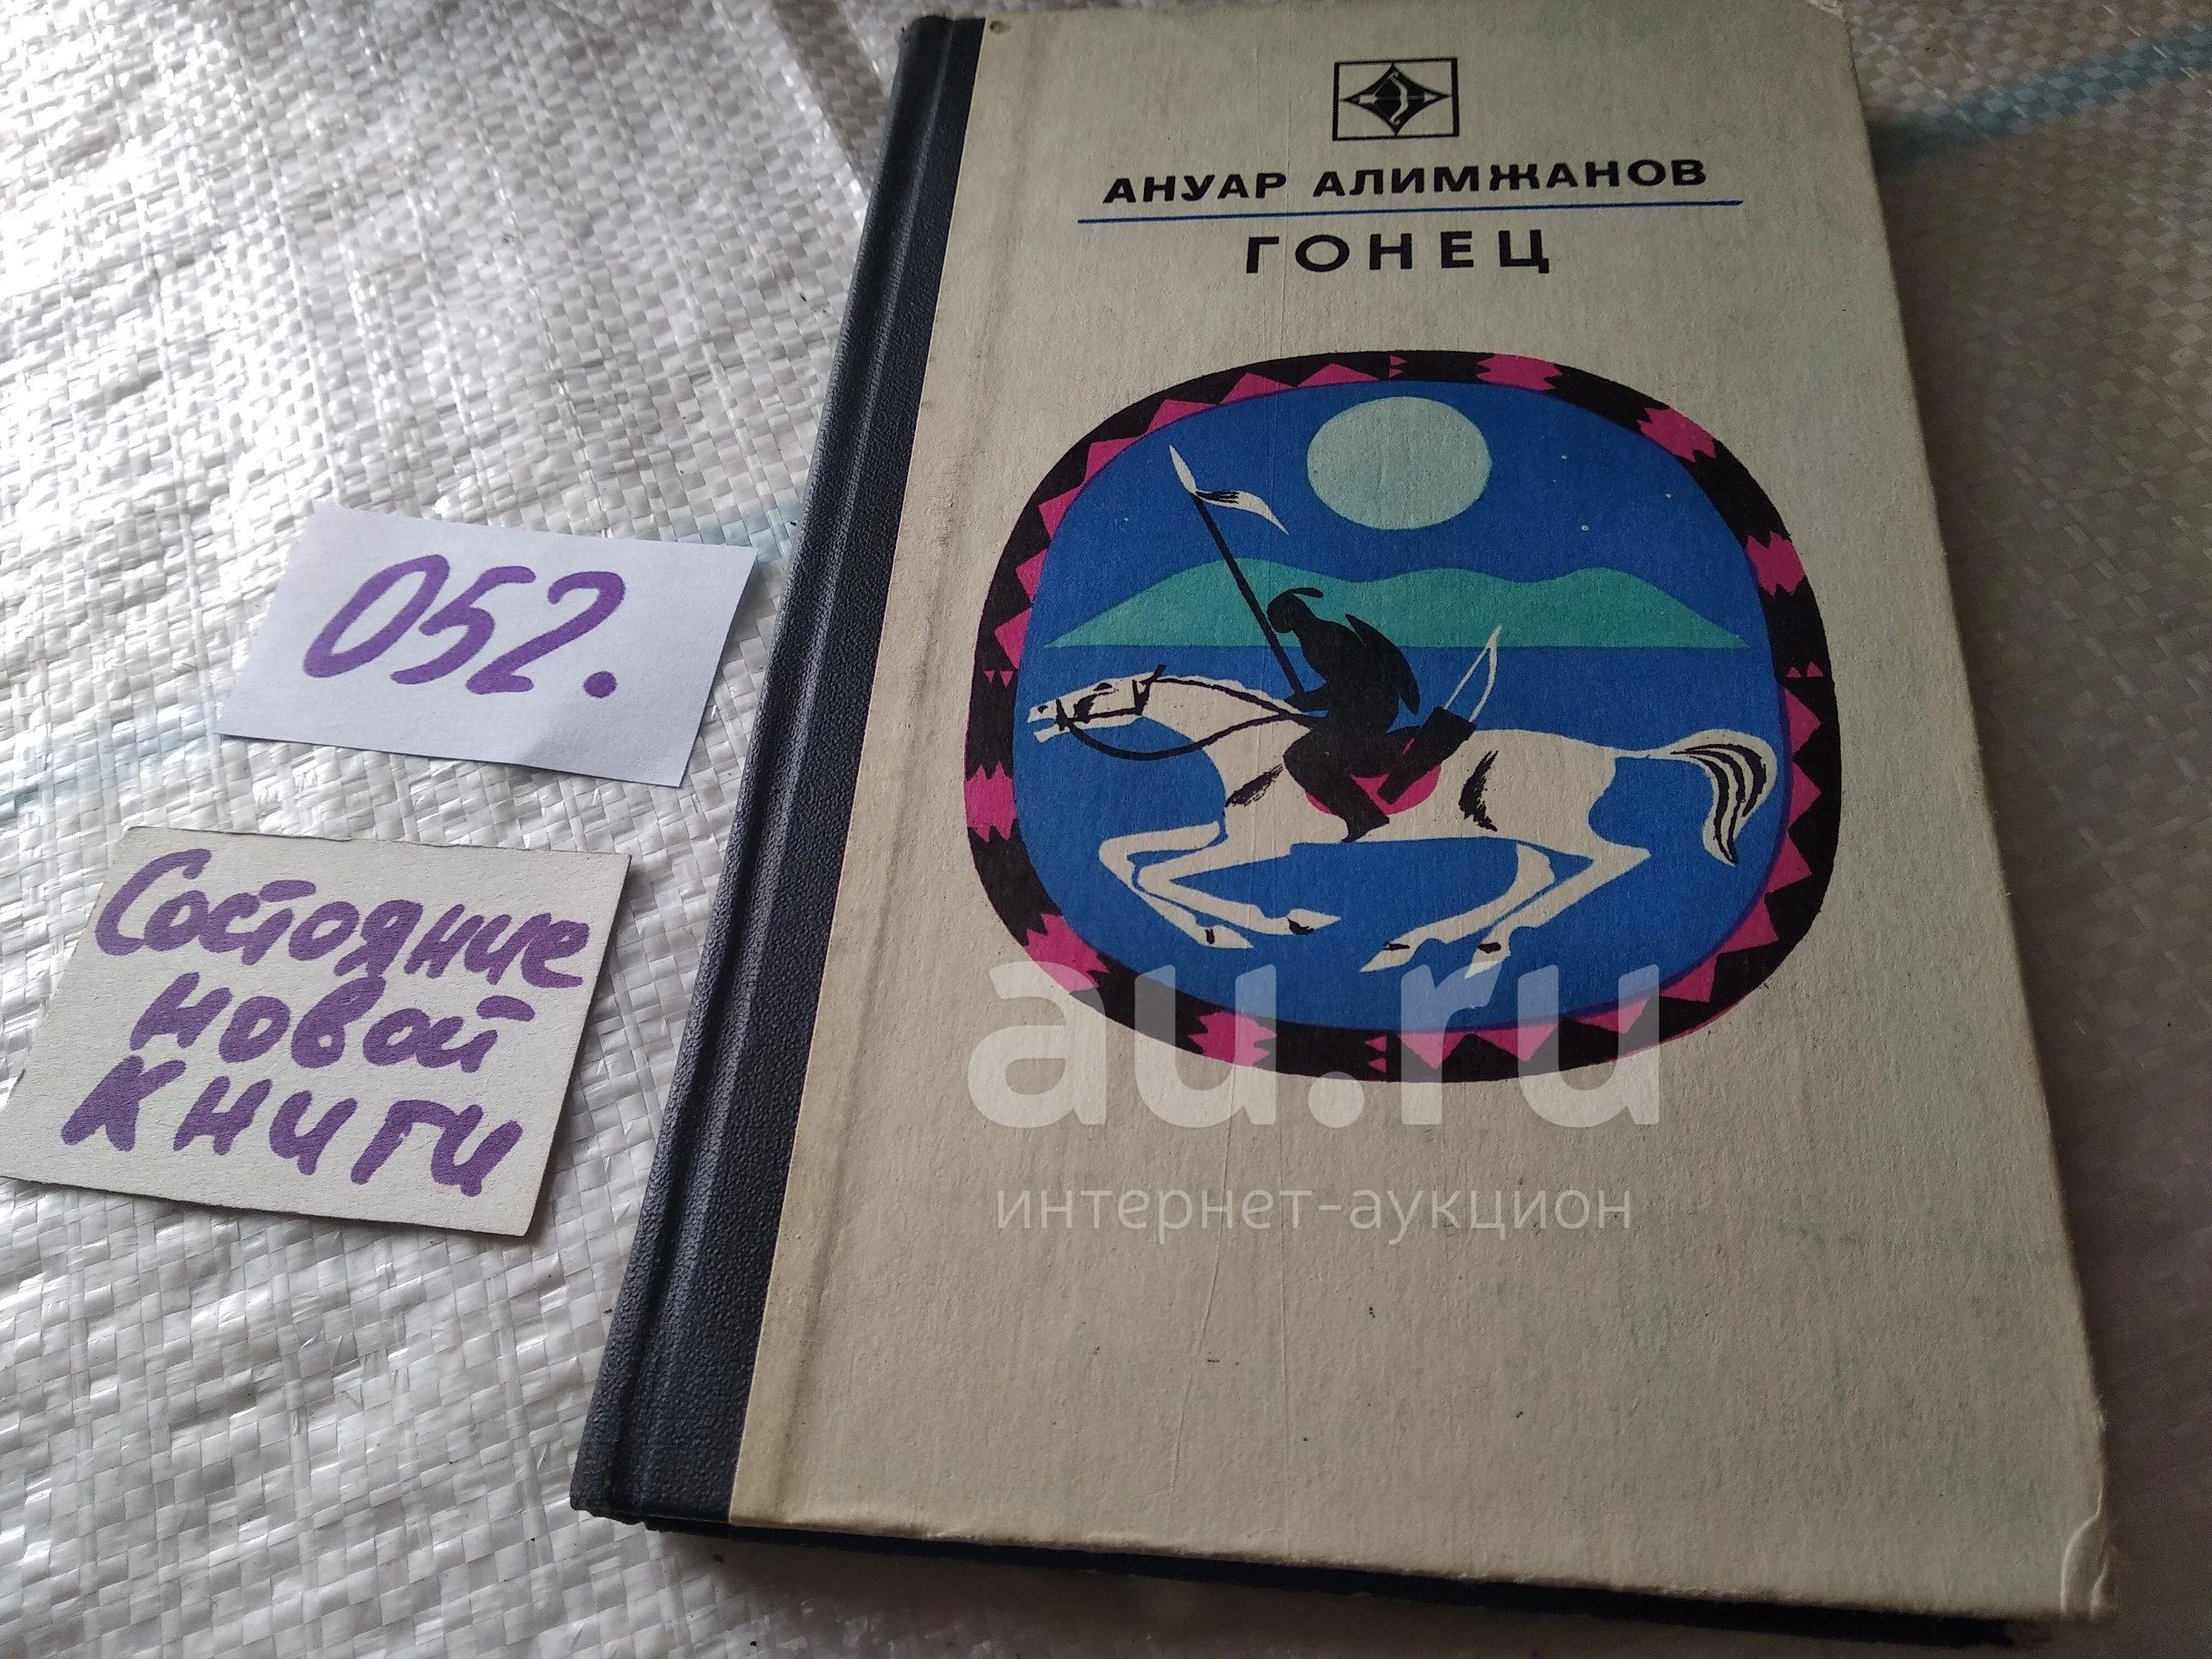 АНУАР АЛИМЖАНОВ
ГОНЕЦ
052.
Состояние
новой
книги
au.ru
интернет-аукцион